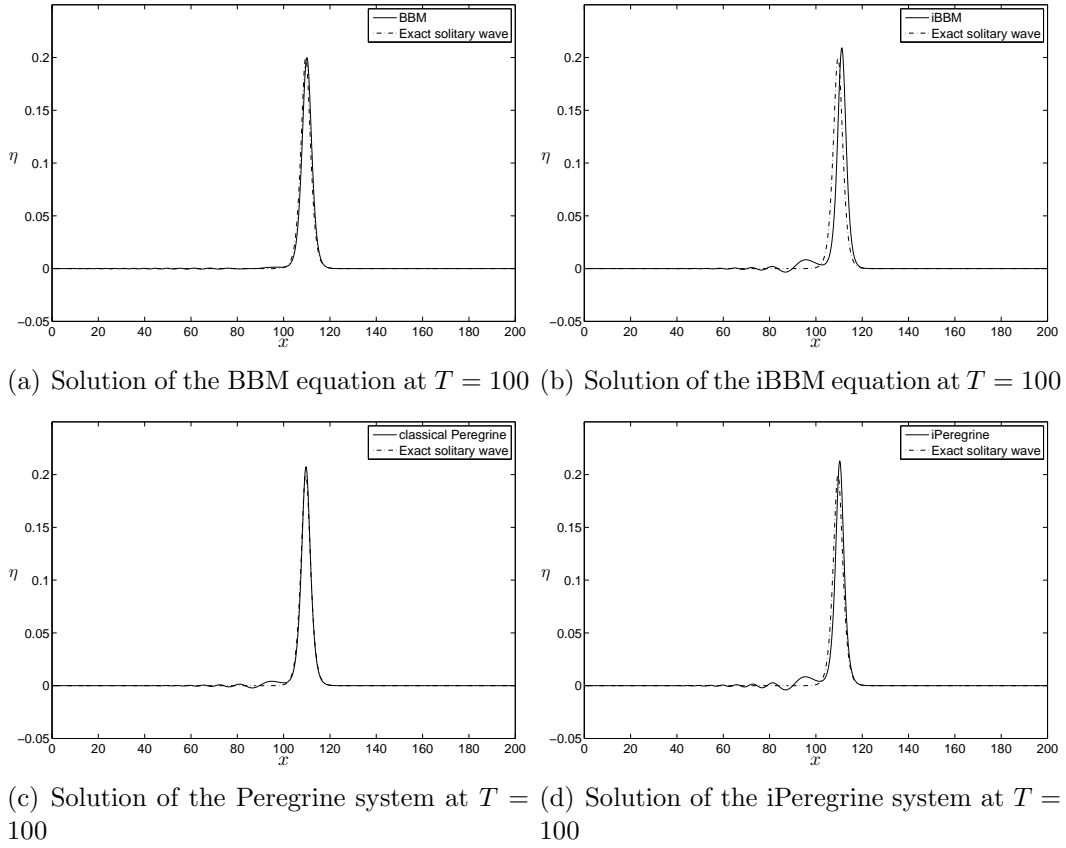 BBM
Exact solitary wave
0.2
0.15
η
0.1
0.05
0
−0.05
0 20 40 60 80 100 120 140 160 180 200
x
(a) Solution of the BBM equation at T = 100
iBBM
Exact solitary wave
0.2
0.15
η
0.1
0.05
0
−0.05
0 20 40 60 80 100 120 140 160 180 200
x
(b) Solution of the iBBM equation at T = 100
classical Peregrine
Exact solitary wave
0.2
0.15
η
0.1
0.05
0
−0.05
0 20 40 60 80 100 120 140 160 180 200
x
(c) Solution of the Peregrine system at T =
100
iPeregrine
Exact solitary wave
0.2
0.15
η
0.1
0.05
0
−0.05
0 20 40 60 80 100 120 140 160 180 200
x
(d) Solution of the iPeregrine system at T =
100